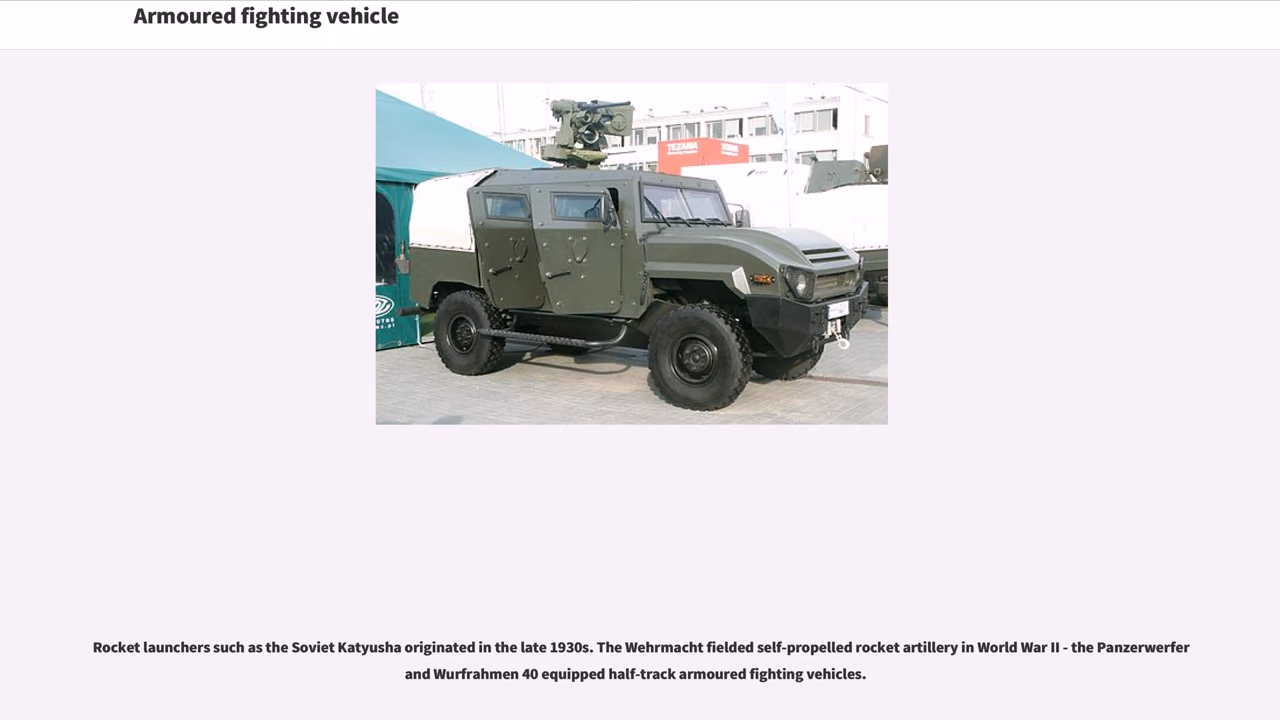 Armoured fighting vehicle
TEZANA
Rocket launchers such as the Soviet Katyusha originated in the late 1930s. The Wehrmacht fielded self-propelled rocket artillery in World War II - the Panzerwerfer
and Wurfrahmen 40 equipped half-track armoured fighting vehicles.